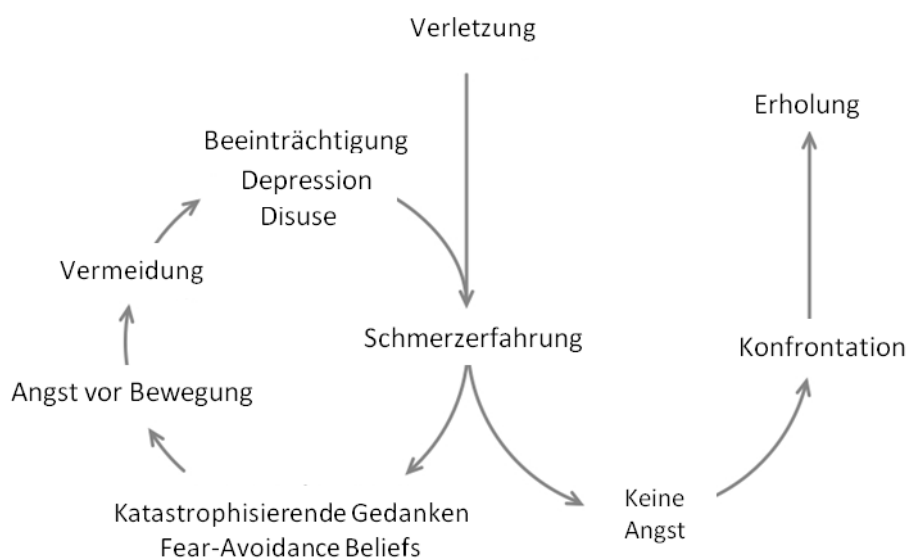 Verletzung
Erholung
Beeinträchtigung
Depression
Disuse
Vermeidung
Schmerzerfahrung
Konfrontation
Angst vor Bewegung
Katastrophisierende Gedanken
Fear-Avoidance Beliefs
Keine
Angst